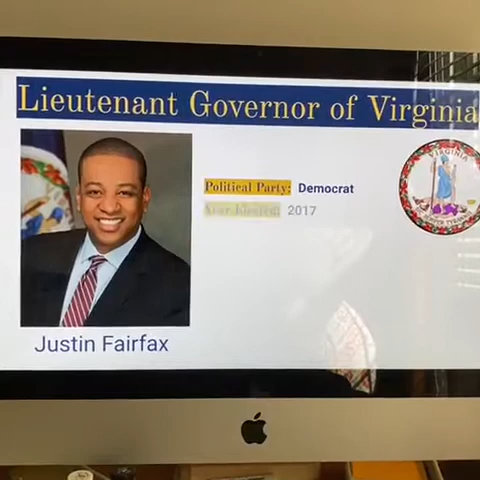 Lieutenant Governor of Virginia
Political Party: Democrat
Year Elected: 2017
VIRGINIA
Justin Fairfax